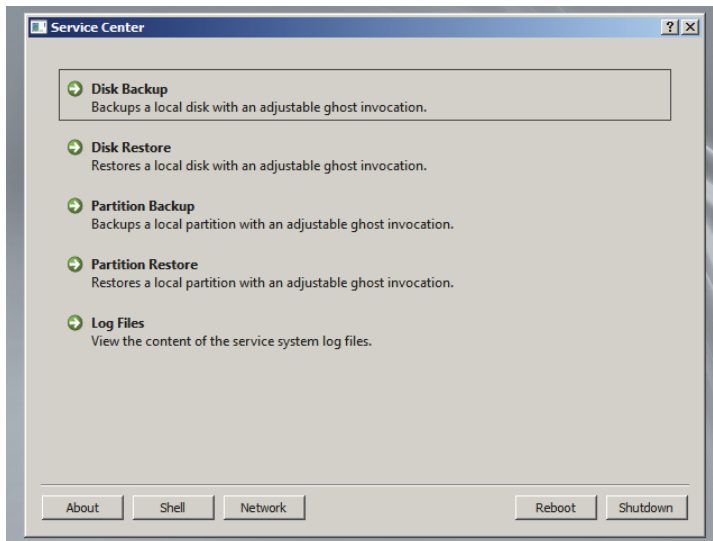 Service Center
Disk Backup
Backups a local disk with an adjustable ghost invocation.
Disk Restore
Restores a local disk with an adjustable ghost invocation.
Partition Backup
Backups a local partition with an adjustable ghost invocation.
Partition Restore
Restores a local partition with an adjustable ghost invocation.
Log Files
View the content of the service system log files.
About Shell Network Reboot Shutdown